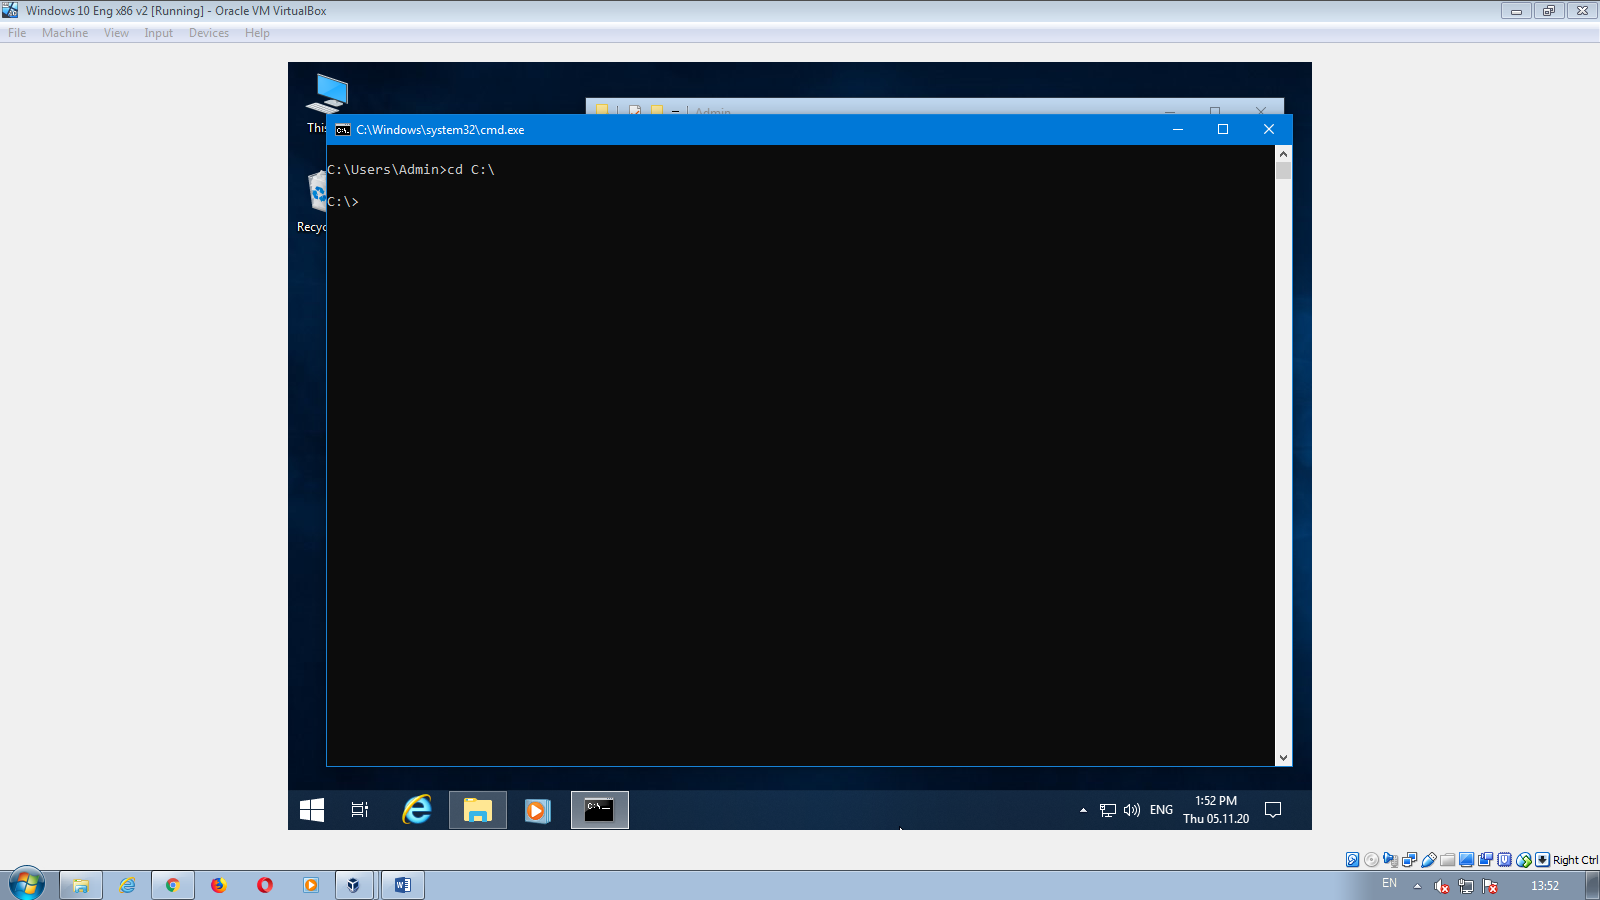 Windows 10 Eng x86 v2 [Running] - Oracle VM VirtualBox
File Machine View Input Devices Help
Admin
C:\Windows\system32\cmd.exe
C:\Users\Admin>cd C:\
C:\>
1:52 PM
ENG
Thu 05.11.20
Right Ctrl
EN
13:52